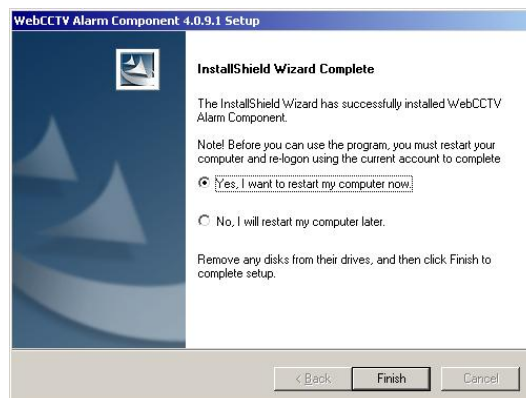 WebCCTV Alarm Component 4.0.9.1 Setup
InstallShield Wizard Complete
The InstallShield Wizard has successfully installed WebCCTV
Alarm Component.
Note! Before you can use the program, you must restart your
computer and re-logon using the current account to complete
Yes, I want to restart my computer now.
No, I will restart my computer later.
Remove any disks from their drives, and then click Finish to
complete setup.
< Back
Finish
Cancel